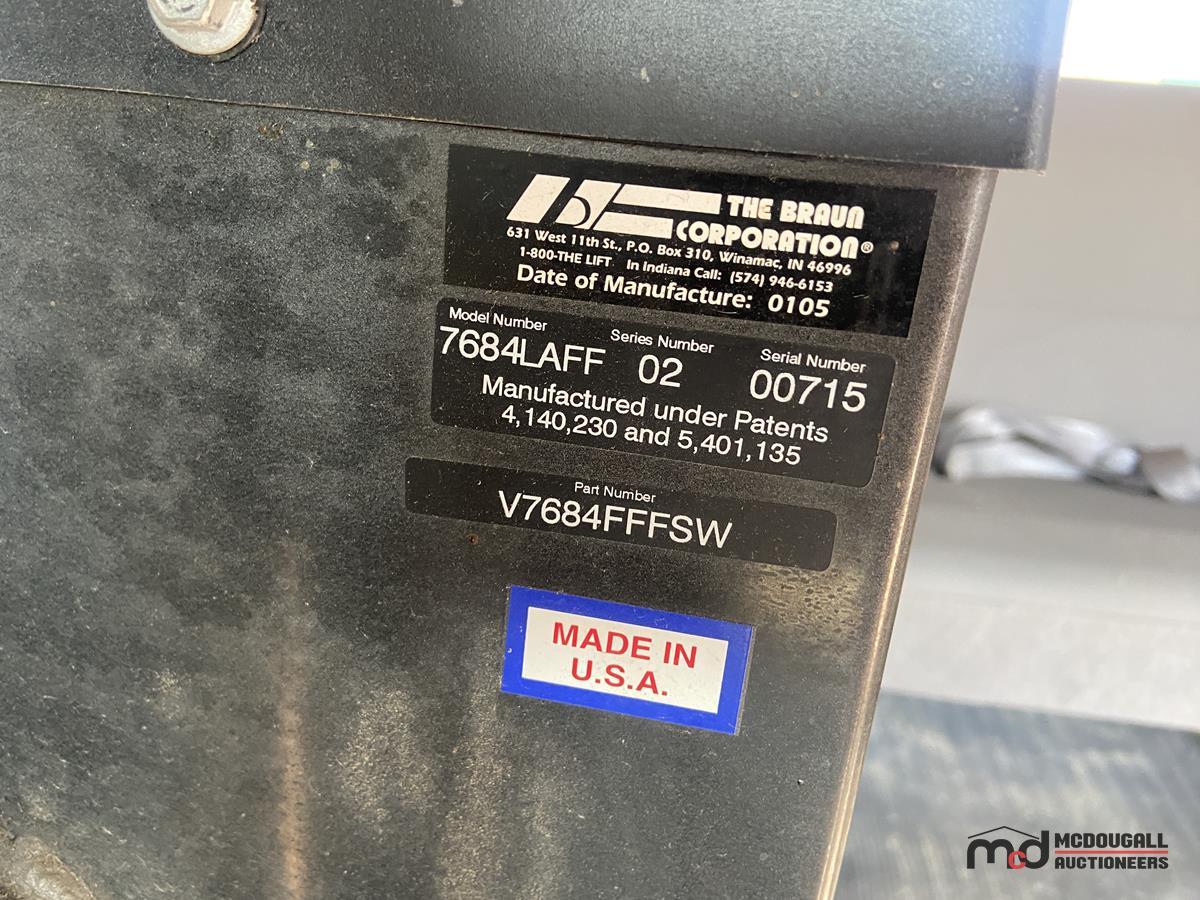 THE BRAUN
CORPORATION®
631 West 11th St., P.O. Box 310, Winamac, IN 46996
1-800-THE LIFT In Indiana Call: (574) 946-6153
Date of Manufacture: 0105
Model Number Series Number Serial Number
7684LAFF 02 00715
Manufactured under Patents
4,140,230 and 5,401,135
Part Number
V7684FFFSW
MADE IN
U.S.A.
mcd MCDOUGALL
AUCTIONEERS